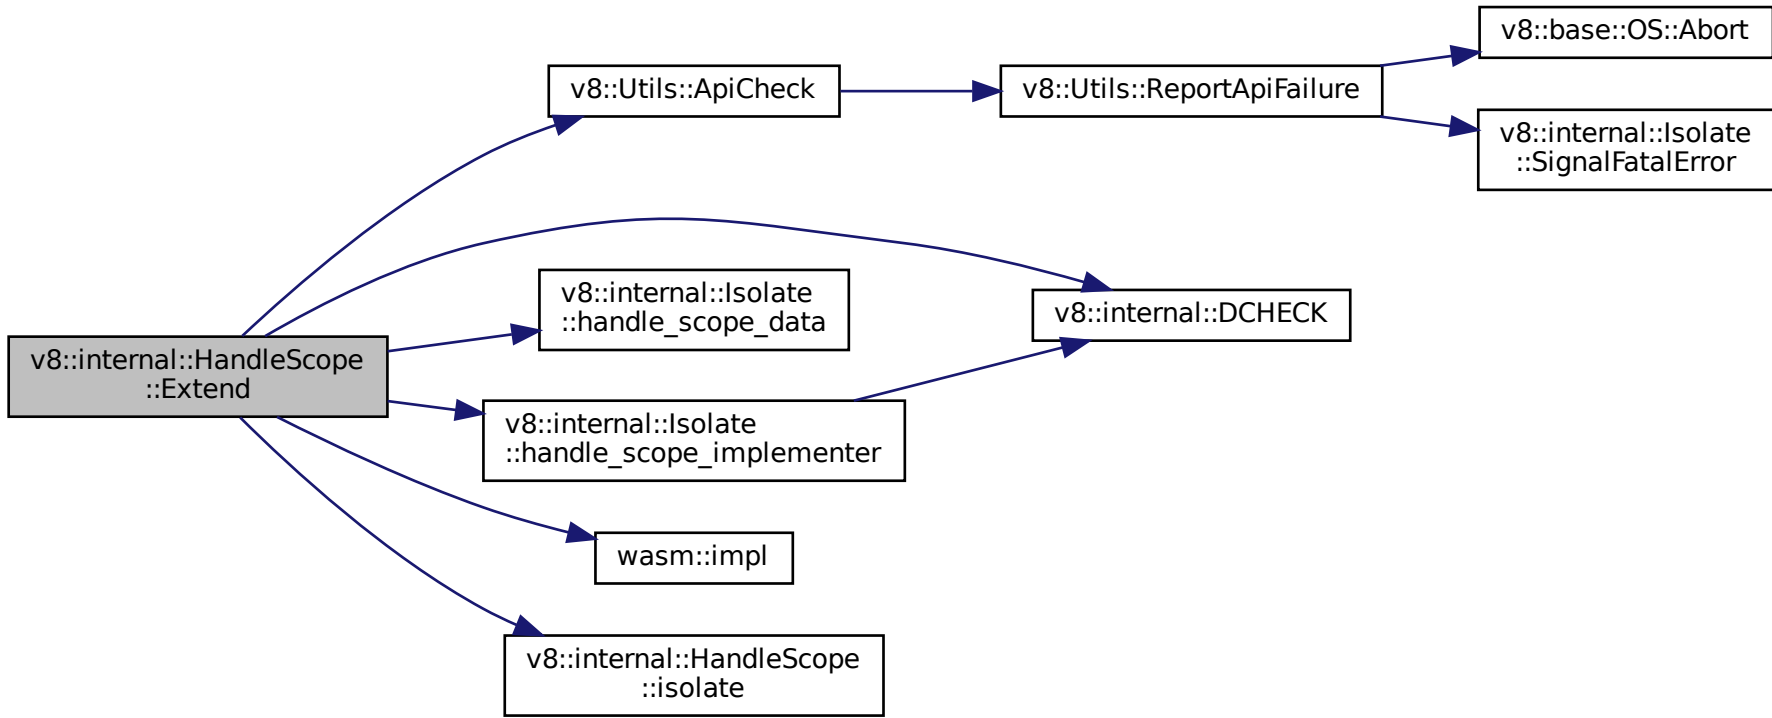 v8::base::OS::Abort
v8::Utils::ApiCheck
v8::Utils::ReportApiFailure
v8::internal::Isolate
::SignalFatalError
v8::internal::Isolate
::handle_scope_data
v8::internal::DCHECK
v8::internal::HandleScope
::Extend
v8::internal::Isolate
::handle_scope_implementer
wasm::impl
v8::internal::HandleScope
::isolate